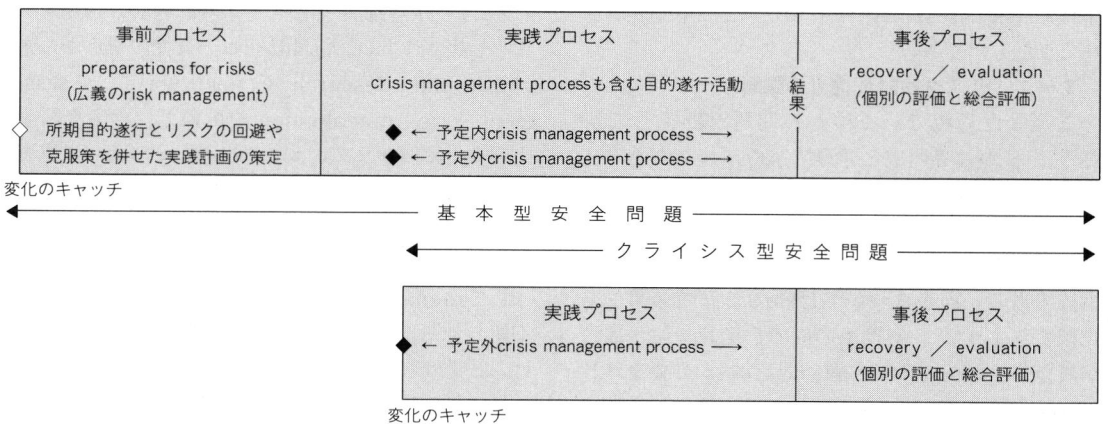 事前プロセス
preparations for risks
(広義のrisk management)
◇ 所期目的遂行とリスクの回避や
克服策を併せた実践計画の策定
実践プロセス
crisis management processも含む目的遂行活動
◆ ← 予定内crisis management process →
◆ ← 予定外crisis management process →
〈結果〉
事後プロセス
recovery ／ evaluation
(個別の評価と総合評価)
変化のキャッチ
基本型安全問題
クライシス型安全問題
実践プロセス
◆ ← 予定外crisis management process →
事後プロセス
recovery ／ evaluation
(個別の評価と総合評価)
変化のキャッチ